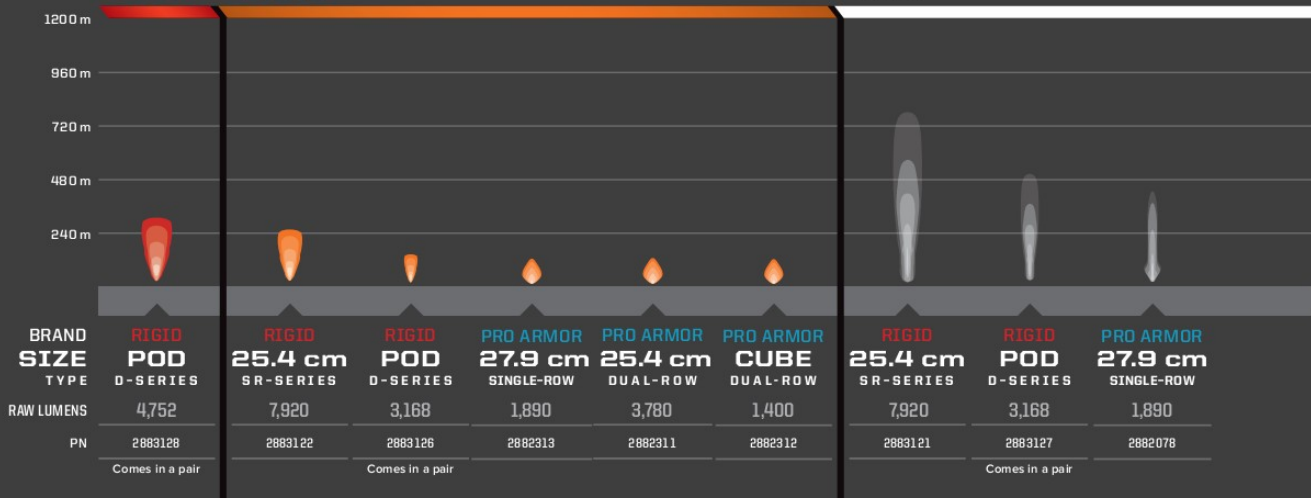 1200 m
960 m
720 m
480 m
240 m
BRAND RIGID RIGID RIGID PRO ARMOR PRO ARMOR PRO ARMOR RIGID RIGID PRO ARMOR
SIZE POD 25.4 cm POD 27.9 cm 25.4 cm CUBE 25.4 cm POD 27.9 cm
TYPE D-SERIES SR-SERIES D-SERIES SINGLE-ROW DUAL-ROW DUAL-ROW SR-SERIES D-SERIES SINGLE-ROW
RAW LUMENS 4,752 7,920 3,168 1,890 3,780 1,400 7,920 3,168 1,890
PN 2883128 2883122 2883126 2882313 2882311 2882312 2883121 2883127 2882078
Comes in a pair Comes in a pair Comes in a pair